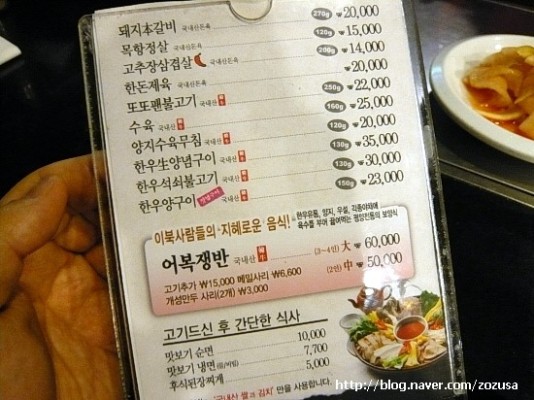 돼지本갈비 국내산돈육 270g ₩20,000
목항정살 국내산돈육 120g ₩15,000
고추장삼겹살 국내산돈육 200g ₩14,000
한돈제육 국내산돈육 ₩20,000
또또팬불고기 국내산 250g ₩22,000
수육 국내산 160g ₩25,000
양지수육무침 국내산 120g ₩20,000
한우生양념구이 국내산 130g ₩35,000
한우석쇠불고기 국내산 130g ₩30,000
한우양구이 국내산 150g ₩23,000
이북사람들의 지혜로운 음식!
한우유통, 양지, 우설, 각종야채에
육수를 부어 끓여먹는 평양전통의 보양식
어복쟁반 국내산 (3~4인) 大 ₩60,000
(2인) 中 ₩50,000
고기추가 ₩15,000 메밀사리 ₩6,600
개성만두 사리(2개) ₩3,000
고기드신 후 간단한 식사
맛보기 순면 10,000
맛보기 냉면(물/비빔) 7,700
후식된장찌개 5,000
'국내산 쌀과 김치' 만을 사용합니다.
http://blog.naver.com/zozusa